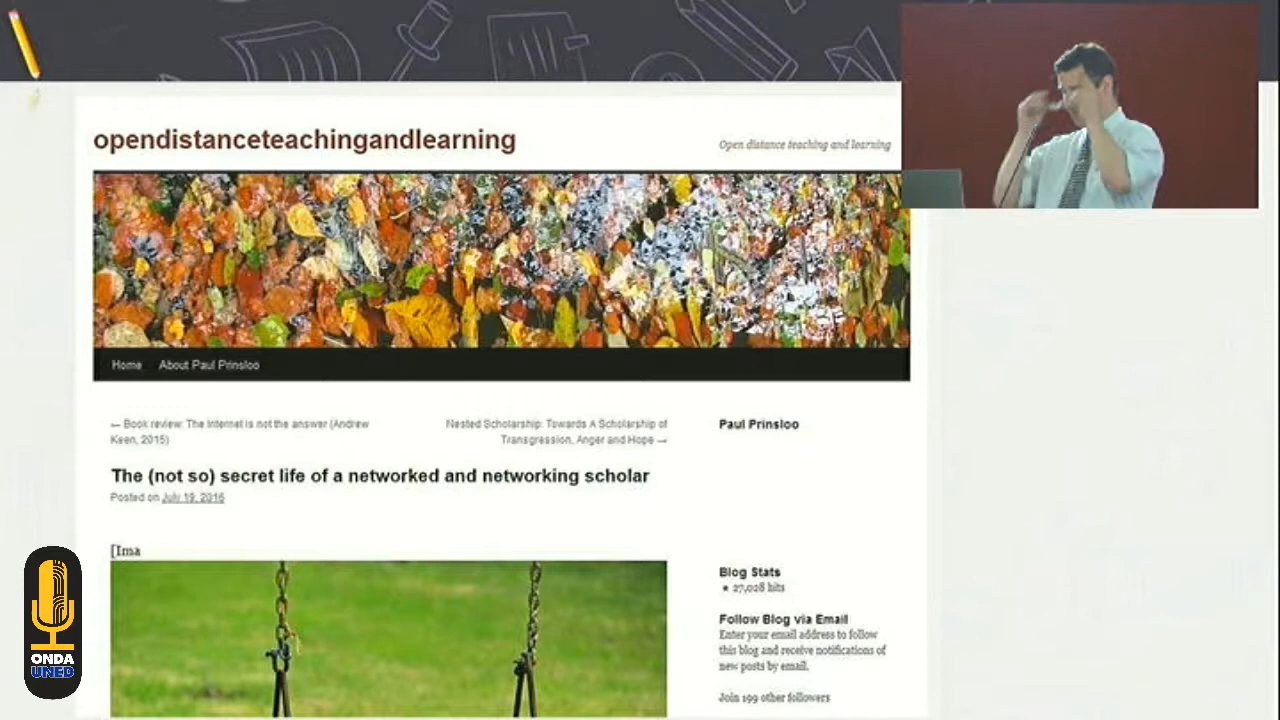 opendistanceteachingandlearning
Open distance teaching and learning
Home About Paul Prinsloo
← Book review: The Internet is not the answer (Andrew
Keen, 2015)
Nested Scholarship: Towards A Scholarship of
Transgression, Anger and Hope →
Paul Prinsloo
The (not so) secret life of a networked and networking scholar
Posted on July 19, 2016
[Ima
Blog Stats
27,028 hits
Follow Blog via Email
Enter your email address to follow
this blog and receive notifications of
new posts by email.
Join 199 other followers
ONDA
UNED